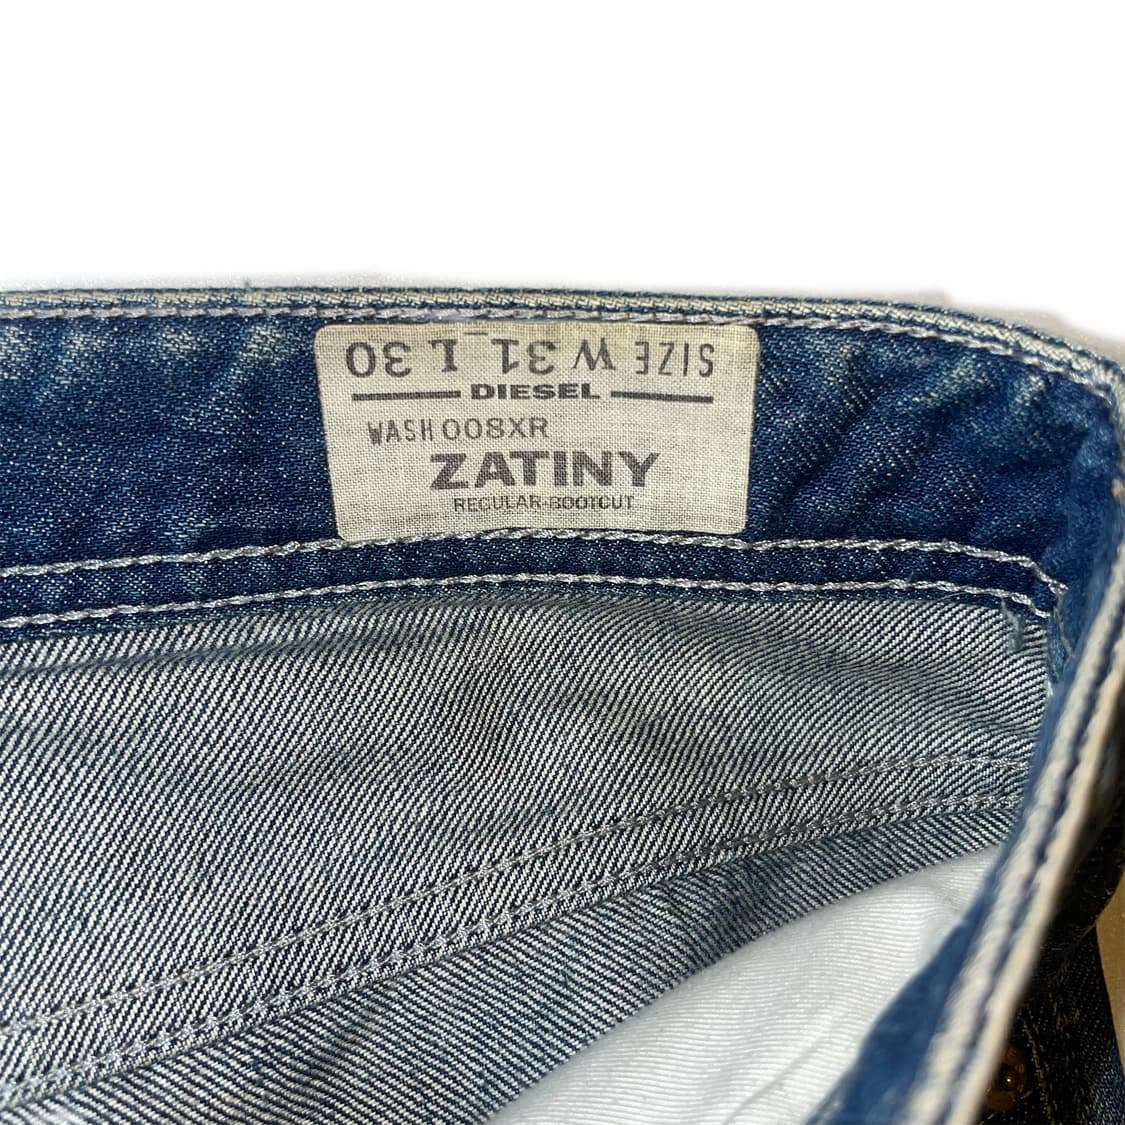 SIZE W 31 L 30
DIESEL
WASH 008XR
ZATINY
REGULAR-BOOTCUT